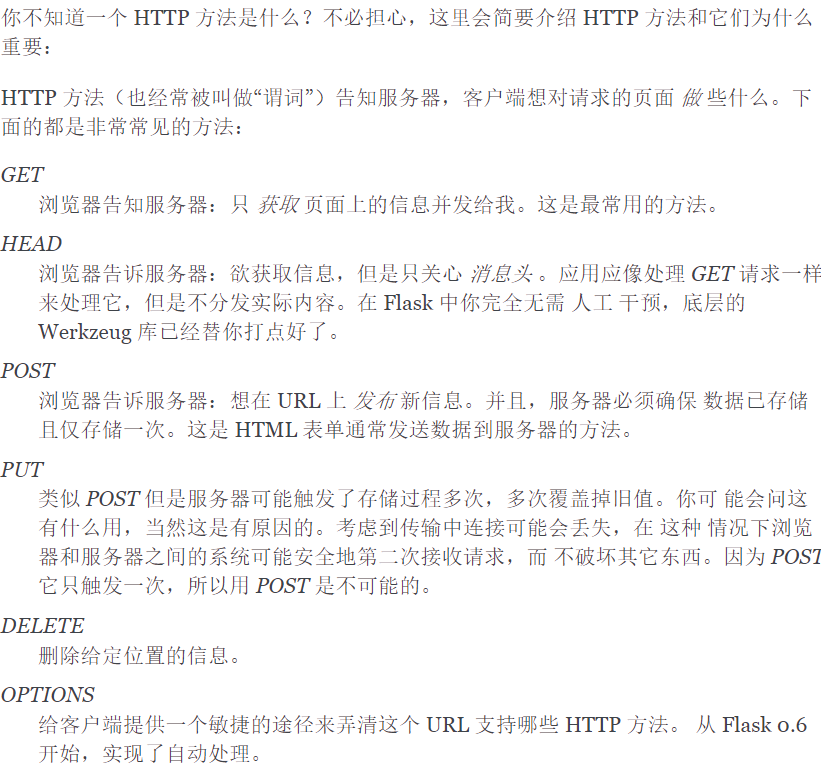 你不知道一个 HTTP 方法是什么？不必担心，这里会简要介绍 HTTP 方法和它们为什么
重要：
HTTP 方法（也经常被叫做“谓词”）告知服务器，客户端想对请求的页面 做 些什么。下
面的都是非常常见的方法：
GET
浏览器告知服务器：只 获取 页面上的信息并发给我。这是最常用的方法。
HEAD
浏览器告诉服务器：欲获取信息，但是只关心 消息头 。应用应像处理 GET 请求一样
来处理它，但是不分发实际内容。在 Flask 中你完全无需 人工 干预，底层的
Werkzeug 库已经替你打点好了。
POST
浏览器告诉服务器：想在 URL 上 发布 新信息。并且，服务器必须确保 数据已存储
且仅存储一次。这是 HTML 表单通常发送数据到服务器的方法。
PUT
类似 POST 但是服务器可能触发了存储过程多次，多次覆盖掉旧值。你可 能会问这
有什么用，当然这是有原因的。考虑到传输中连接可能会丢失，在 这种 情况下浏览
器和服务器之间的系统可能安全地第二次接收请求，而 不破坏其它东西。因为 POST
它只触发一次，所以用 POST 是不可能的。
DELETE
删除给定位置的信息。
OPTIONS
给客户端提供一个敏捷的途径来弄清这个 URL 支持哪些 HTTP 方法。 从 Flask 0.6
开始，实现了自动处理。